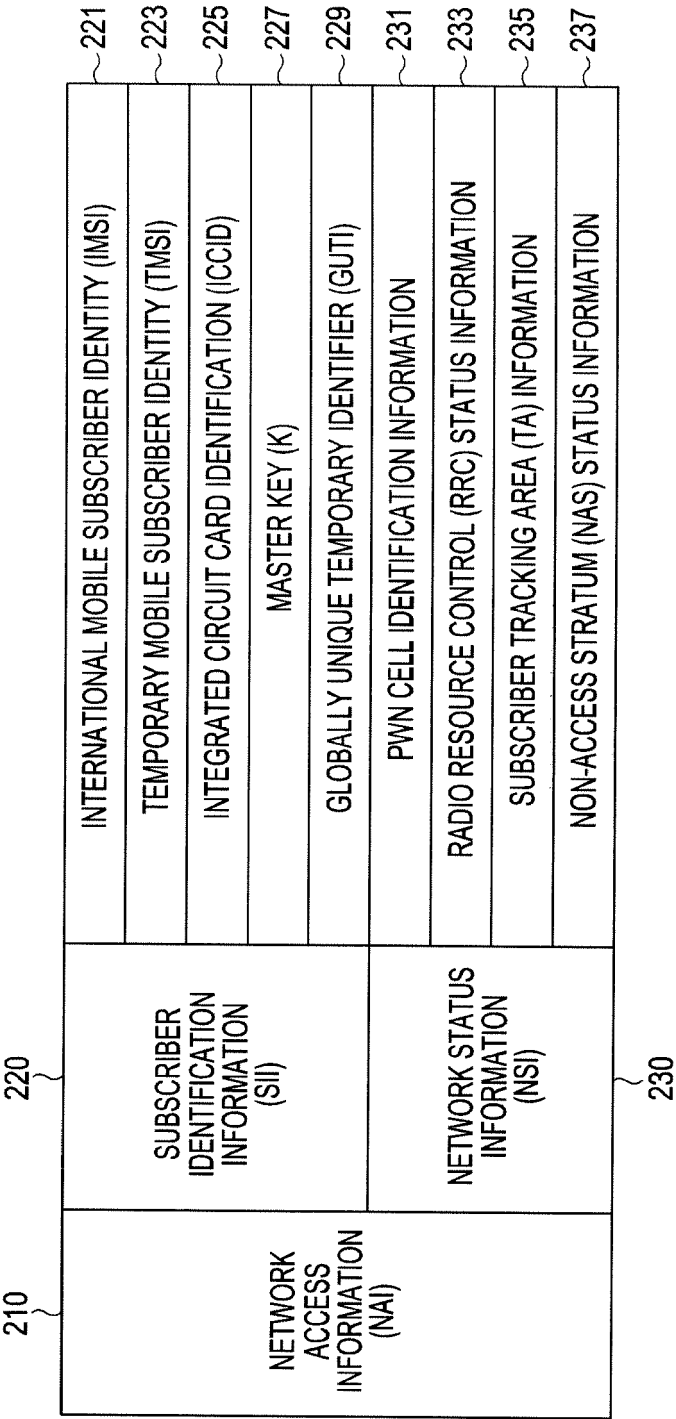 210
NETWORK
ACCESS
INFORMATION
(NAI)
220
SUBSCRIBER
IDENTIFICATION
INFORMATION
(SII)
INTERNATIONAL MOBILE SUBSCRIBER IDENTITY (IMSI)
221
TEMPORARY MOBILE SUBSCRIBER IDENTITY (TMSI)
223
INTEGRATED CIRCUIT CARD IDENTIFICATION (ICCID)
225
MASTER KEY (K)
227
GLOBALLY UNIQUE TEMPORARY IDENTIFIER (GUTI)
229
NETWORK STATUS
INFORMATION
(NSI)
230
PWN CELL IDENTIFICATION INFORMATION
231
RADIO RESOURCE CONTROL (RRC) STATUS INFORMATION
233
SUBSCRIBER TRACKING AREA (TA) INFORMATION
235
NON-ACCESS STRATUM (NAS) STATUS INFORMATION
237